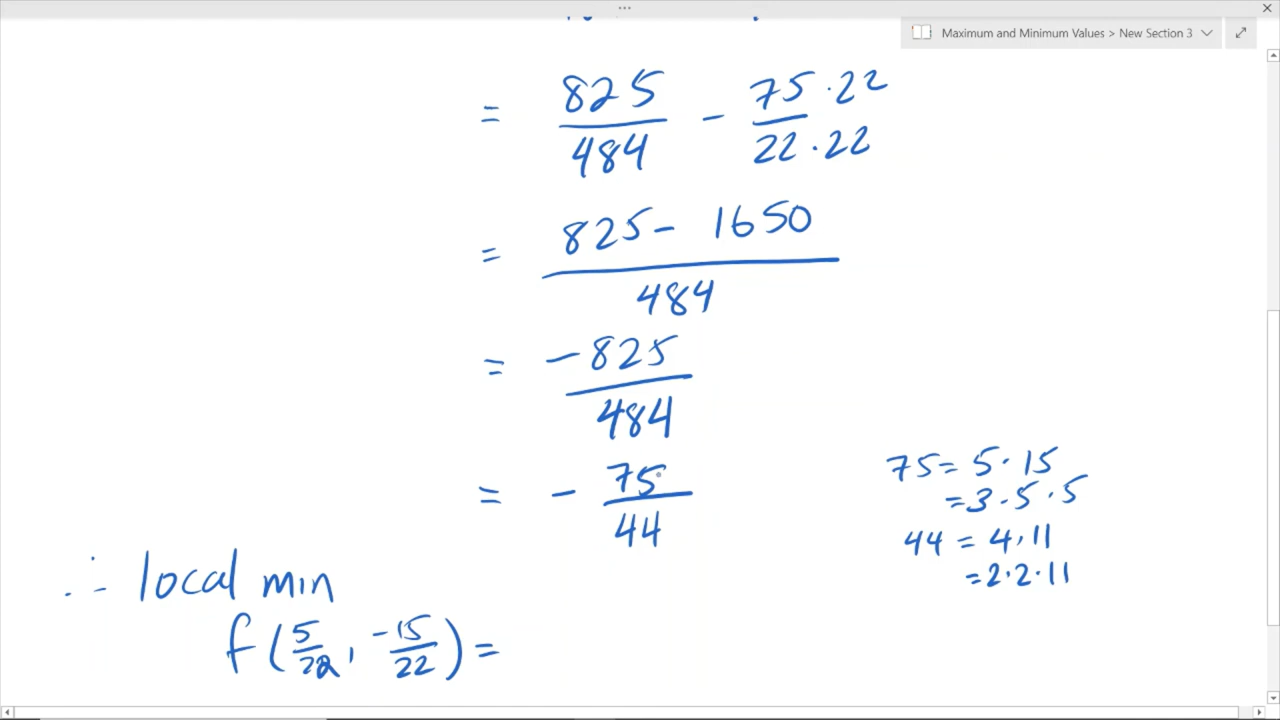 Maximum and Minimum Values > New Section 3
= 825/484 - 75·22/22·22
= 825 - 1650/484
= -825/484
= - 75/44
75 = 5·15
= 3·5·5
44 = 4·11
= 2·2·11
∴ local min
f(5/22, -15/22) =